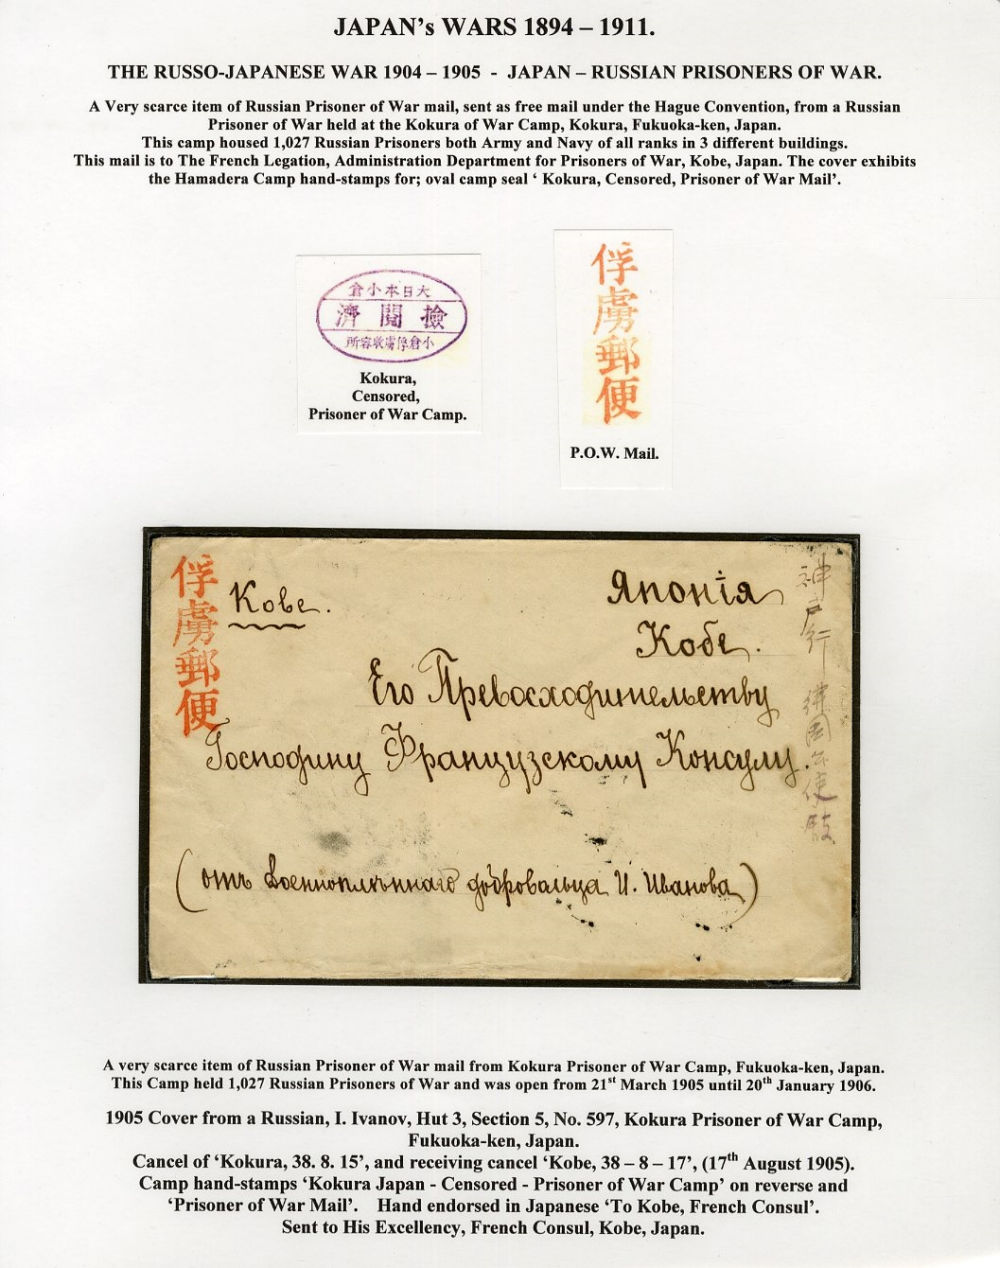 JAPAN's WARS 1894 – 1911.
THE RUSSO-JAPANESE WAR 1904 – 1905 - JAPAN – RUSSIAN PRISONERS OF WAR.
A Very scarce item of Russian Prisoner of War mail, sent as free mail under the Hague Convention, from a Russian
Prisoner of War held at the Kokura of War Camp, Kokura, Fukuoka-ken, Japan.
This camp housed 1,027 Russian Prisoners both Army and Navy of all ranks in 3 different buildings.
This mail is to The French Legation, Administration Department for Prisoners of War, Kobe, Japan. The cover exhibits
the Hamadera Camp hand-stamps for; oval camp seal ‘ Kokura, Censored, Prisoner of War Mail’.
大日本小倉
檢閲濟
小倉俘虜收容所
Kokura,
Censored,
Prisoner of War Camp.
俘虜郵便
P.O.W. Mail.
俘虜郵便
Kobe.
Японія
Кобе.
Его Превосходительству
Господину Французскому Консулу.
(отъ Военноплѣннаго добровольца И. Иванова)
神戸行
A very scarce item of Russian Prisoner of War mail from Kokura Prisoner of War Camp, Fukuoka-ken, Japan.
This Camp held 1,027 Russian Prisoners of War and was open from 21st March 1905 until 20th January 1906.
1905 Cover from a Russian, I. Ivanov, Hut 3, Section 5, No. 597, Kokura Prisoner of War Camp,
Fukuoka-ken, Japan.
Cancel of ‘Kokura, 38. 8. 15’, and receiving cancel ‘Kobe, 38 – 8 – 17’, (17th August 1905).
Camp hand-stamps ‘Kokura Japan - Censored - Prisoner of War Camp’ on reverse and
‘Prisoner of War Mail’. Hand endorsed in Japanese ‘To Kobe, French Consul’.
Sent to His Excellency, French Consul, Kobe, Japan.